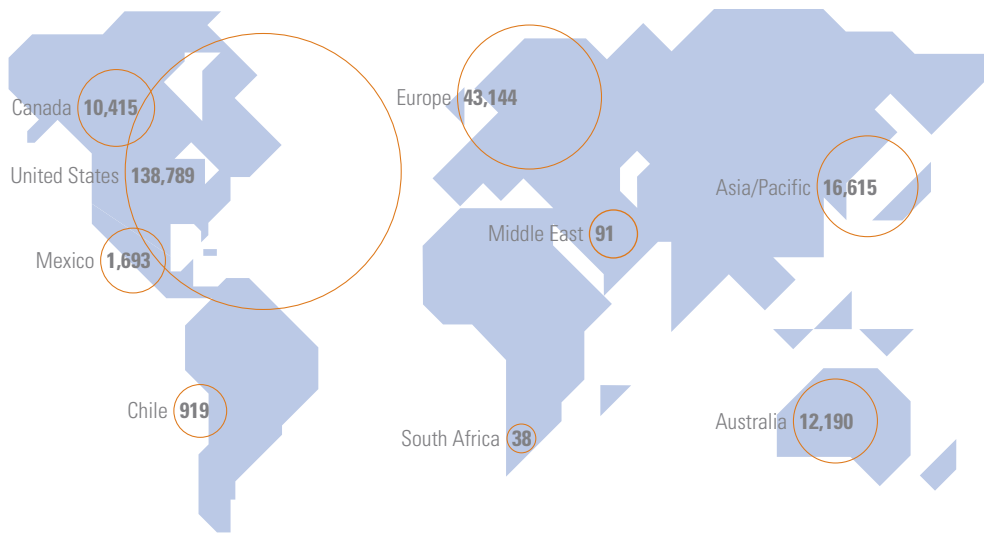 Canada 10,415
United States 138,789
Mexico 1,693
Chile 919
Europe 43,144
Middle East 91
South Africa 38
Asia/Pacific 16,615
Australia 12,190